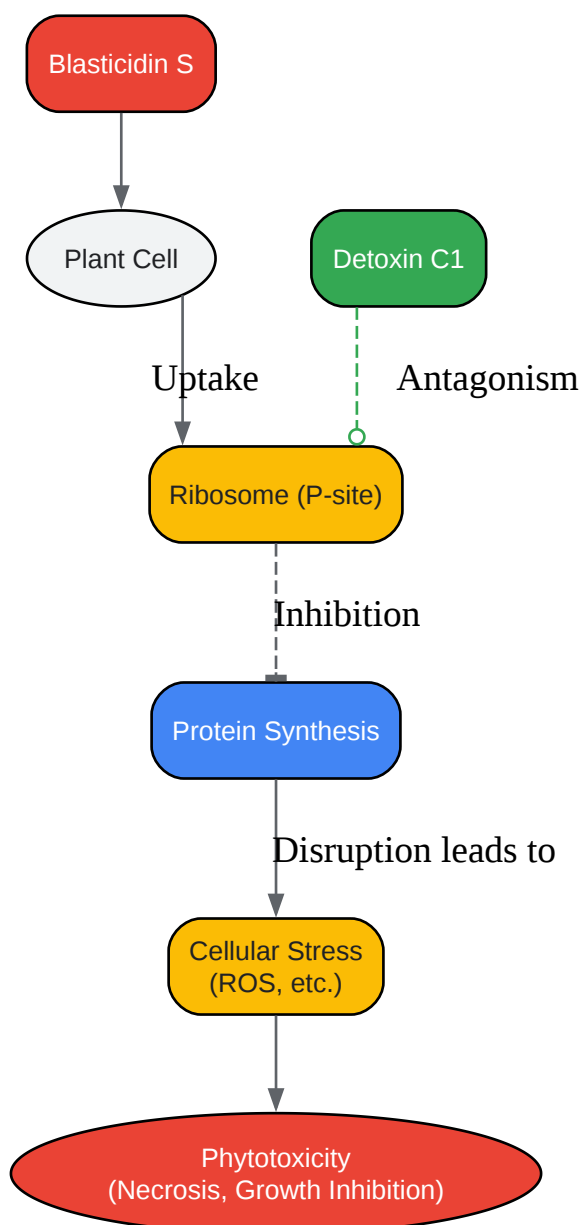 Blasticidin S
Plant Cell
Detoxin C1
Uptake
Antagonism
Ribosome (P-site)
Inhibition
Protein Synthesis
Disruption leads to
Cellular Stress
(ROS, etc.)
Phytotoxicity
(Necrosis, Growth Inhibition)